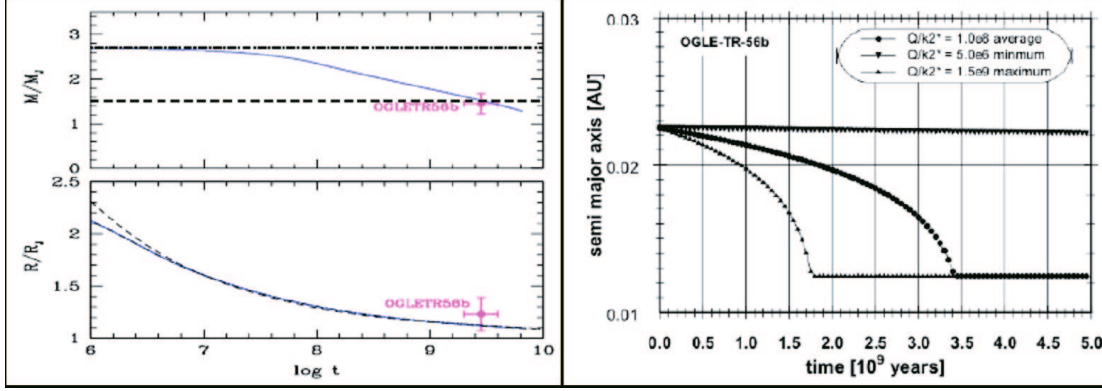 M/M_J
3
2
1
0
OGLETR56b
R/R_J
2.5
2
1.5
1
OGLETR56b
6 7 8 9 10
log t
semi major axis [AU]
0.03
0.02
0.01
OGLE-TR-56b
Q/k2* = 1.0e8 average
Q/k2* = 5.0e6 minmum
Q/k2* = 1.5e9 maximum
0.0 0.5 1.0 1.5 2.0 2.5 3.0 3.5 4.0 4.5 5.0
time [10⁹ years]